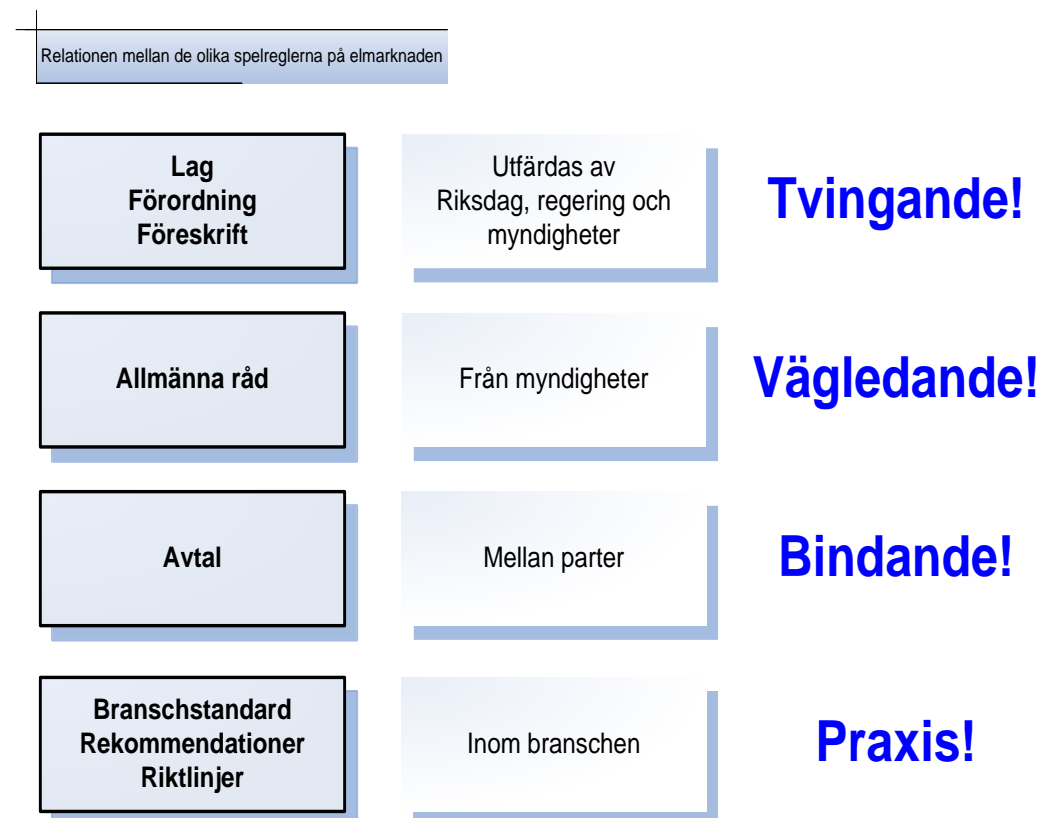 Relationen mellan de olika spelreglerna på elmarknaden
Lag
Förordning
Föreskrift
Utfärdas av
Riksdag, regering och
myndigheter
Tvingande!
Allmänna råd
Från myndigheter
Vägledande!
Avtal
Mellan parter
Bindande!
Branschstandard
Rekommendationer
Riktlinjer
Inom branschen
Praxis!